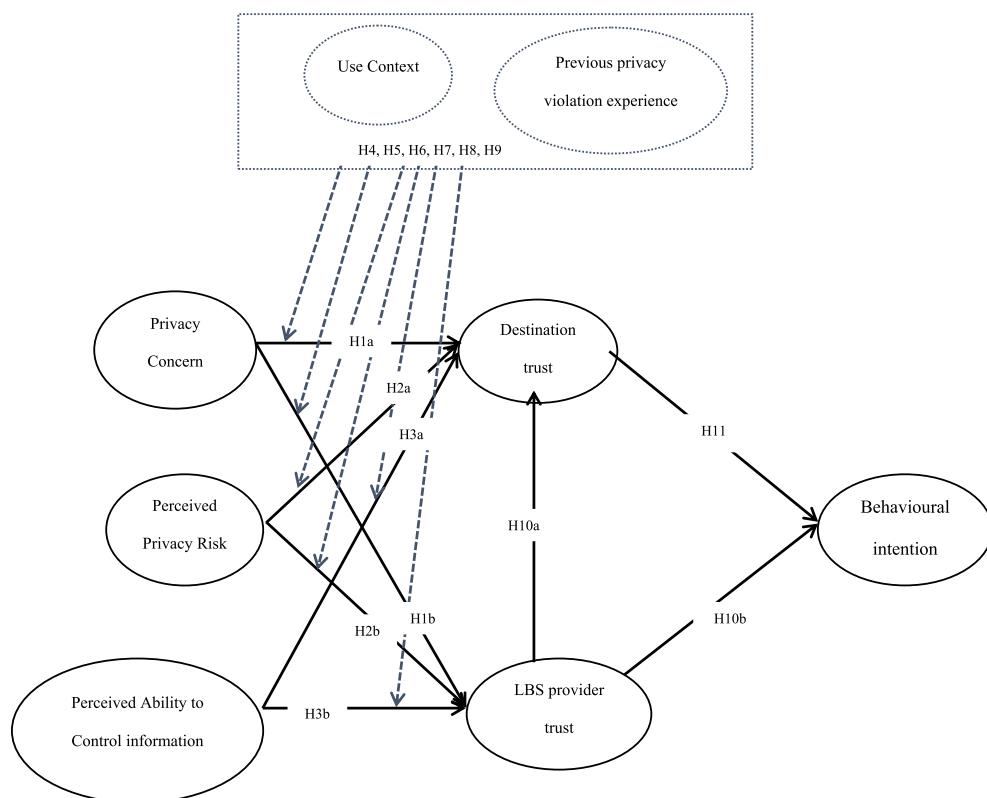 Use Context
Previous privacy
violation experience
H4, H5, H6, H7, H8, H9
Privacy
Concern
H1a
Destination
trust
H2a
H3a
H11
Perceived
Privacy Risk
H10a
Behavioural
intention
H1b
H2b
H10b
Perceived Ability to
Control information
H3b
LBS provider
trust